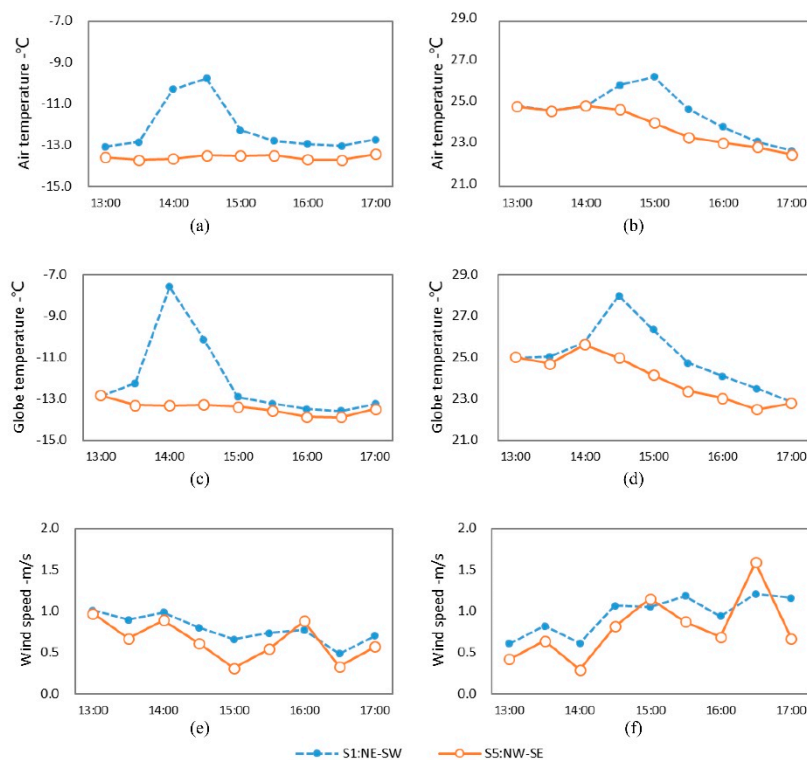 -7.0
-9.0
-11.0
-13.0
-15.0
Air temperature -℃
13:00 14:00 15:00 16:00 17:00
(a)
29.0
27.0
25.0
23.0
21.0
Air temperature -℃
13:00 14:00 15:00 16:00 17:00
(b)
-7.0
-9.0
-11.0
-13.0
-15.0
Globe temperature -℃
13:00 14:00 15:00 16:00 17:00
(c)
29.0
27.0
25.0
23.0
21.0
Globe temperature -℃
13:00 14:00 15:00 16:00 17:00
(d)
2.0
1.5
1.0
0.5
0.0
Wind speed -m/s
13:00 14:00 15:00 16:00 17:00
(e)
2.0
1.5
1.0
0.5
0.0
Wind speed -m/s
13:00 14:00 15:00 16:00 17:00
(f)
S1:NE-SW S5:NW-SE